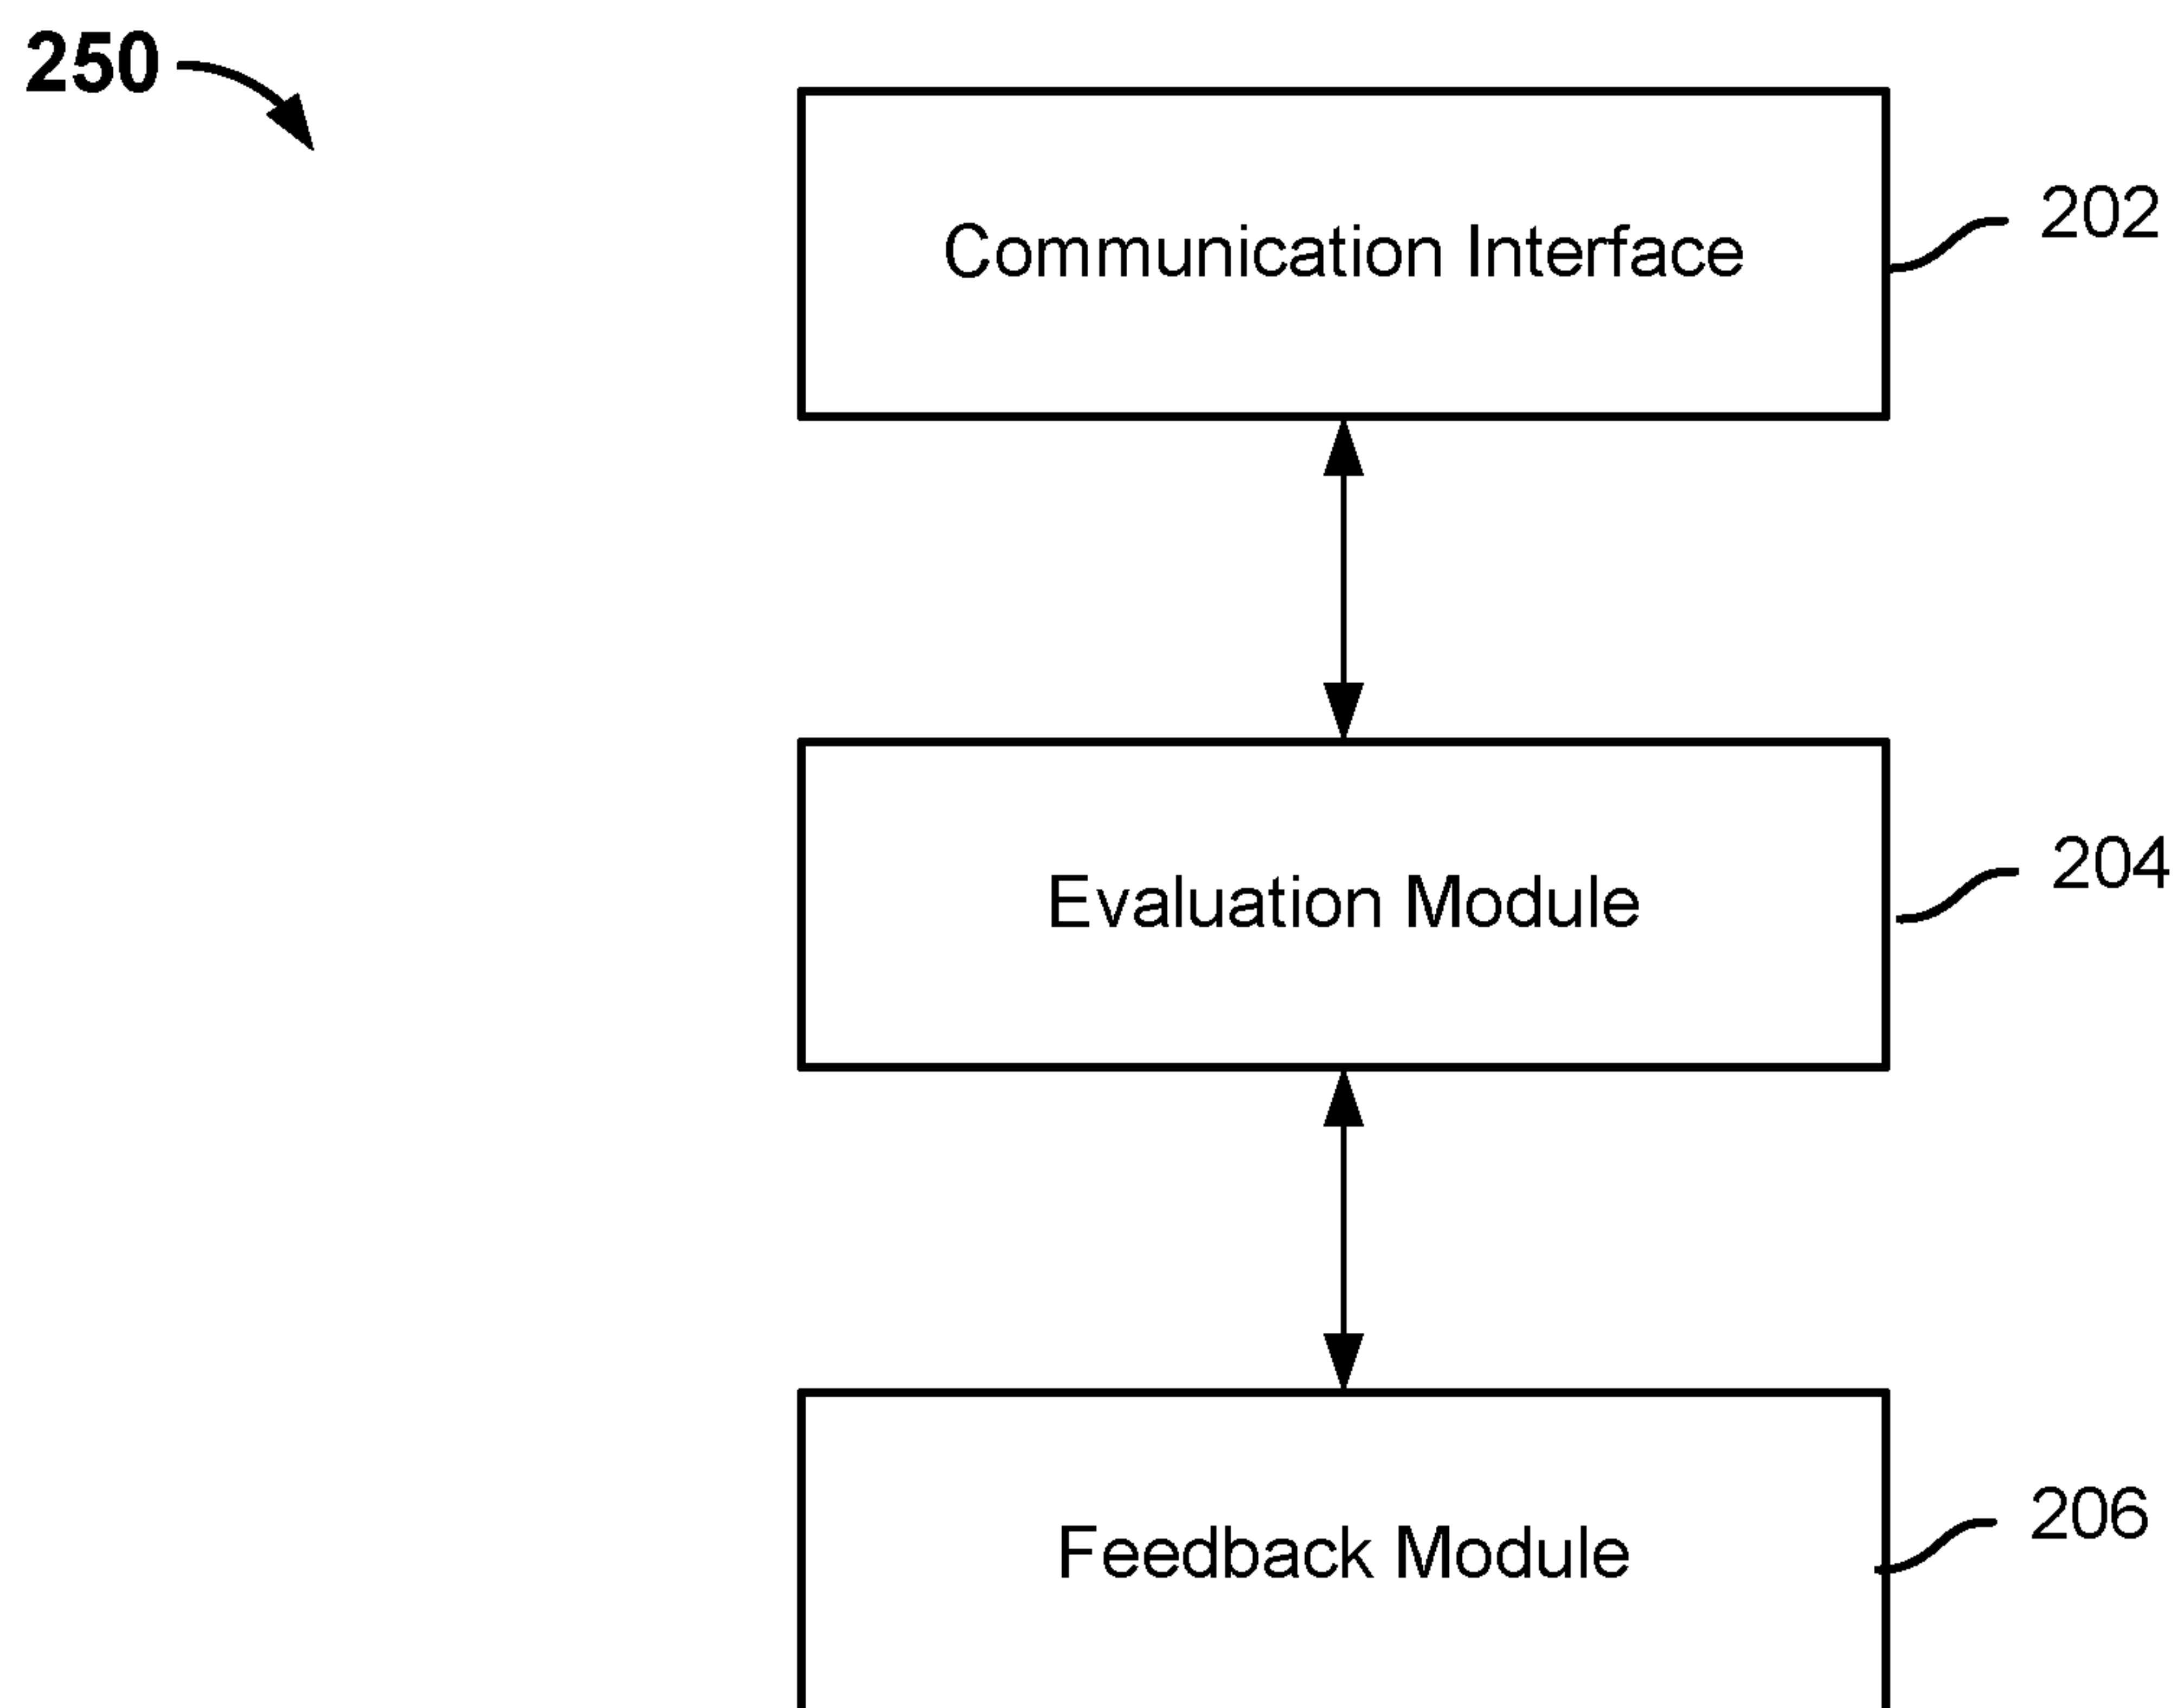 250
Communication Interface
202
Evaluation Module
204
Feedback Module
206